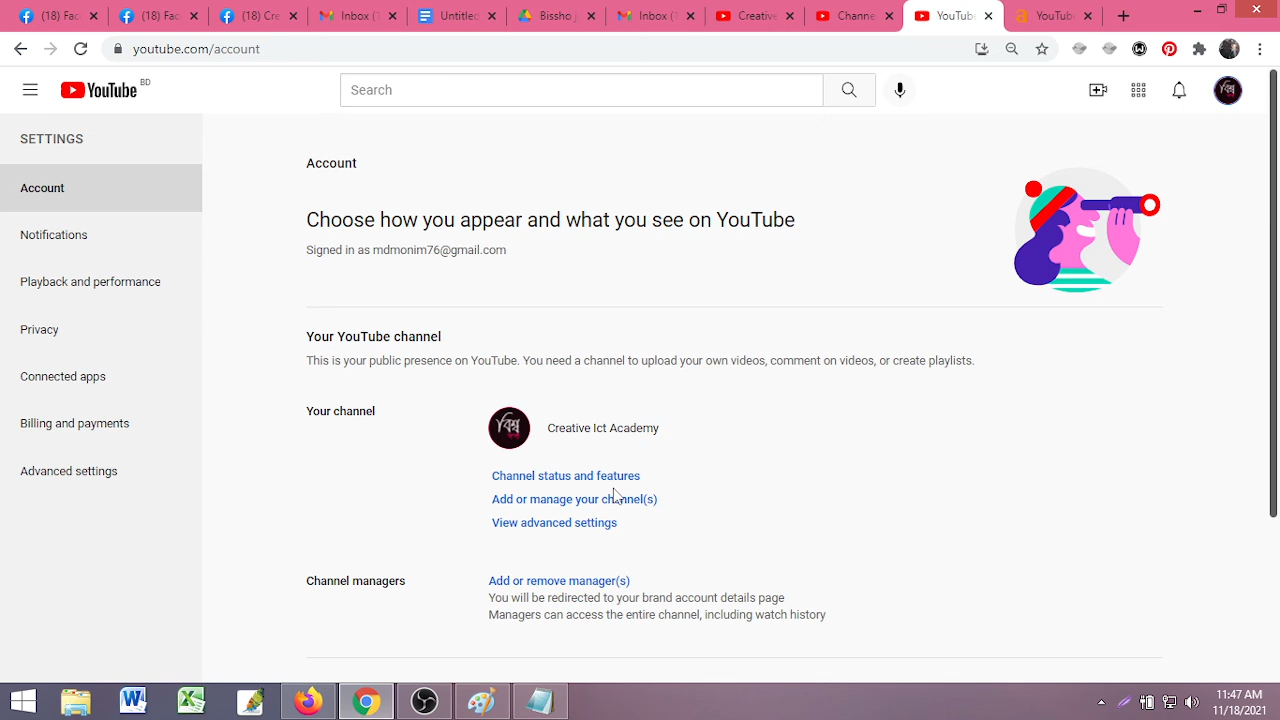 (18) Fac
(18) Fac
(18) Cre
Inbox (1
Untitled
Bissho j
Inbox (1
Creative
Channe
YouTube
YouTube
youtube.com/account
YouTube BD
Search
SETTINGS
Account
Notifications
Playback and performance
Privacy
Connected apps
Billing and payments
Advanced settings
Account
Choose how you appear and what you see on YouTube
Signed in as mdmonim76@gmail.com
Your YouTube channel
This is your public presence on YouTube. You need a channel to upload your own videos, comment on videos, or create playlists.
Your channel
বিশ্ব
Creative Ict Academy
Channel status and features
Add or manage your channel(s)
View advanced settings
Channel managers
Add or remove manager(s)
You will be redirected to your brand account details page
Managers can access the entire channel, including watch history
11:47 AM
11/18/2021